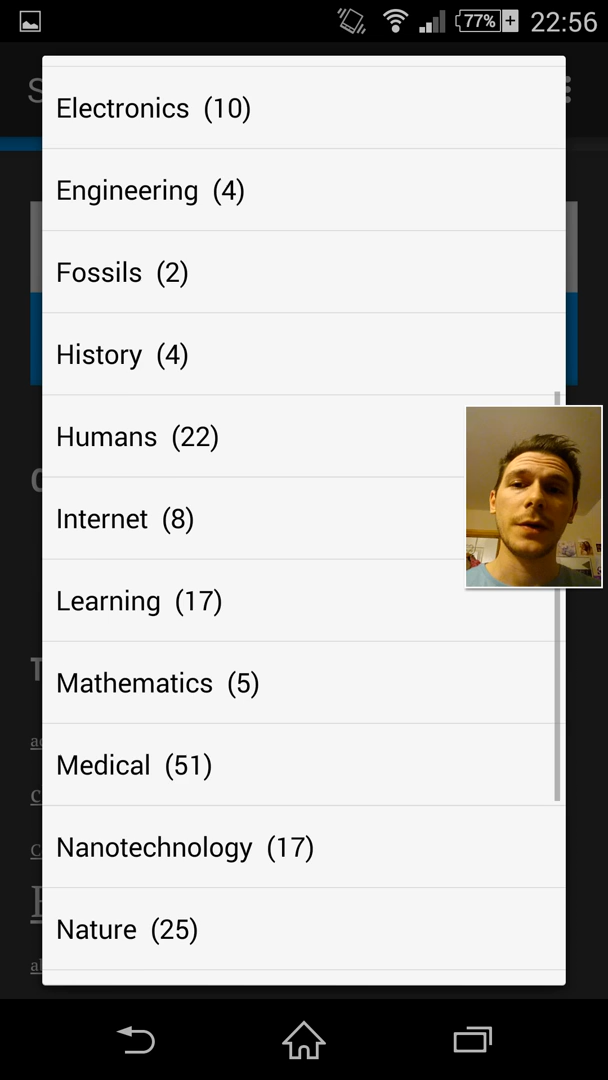 77%
22:56
S
Electronics (10)
Engineering (4)
Fossils (2)
History (4)
Humans (22)
Internet (8)
Learning (17)
Mathematics (5)
Medical (51)
Nanotechnology (17)
Nature (25)